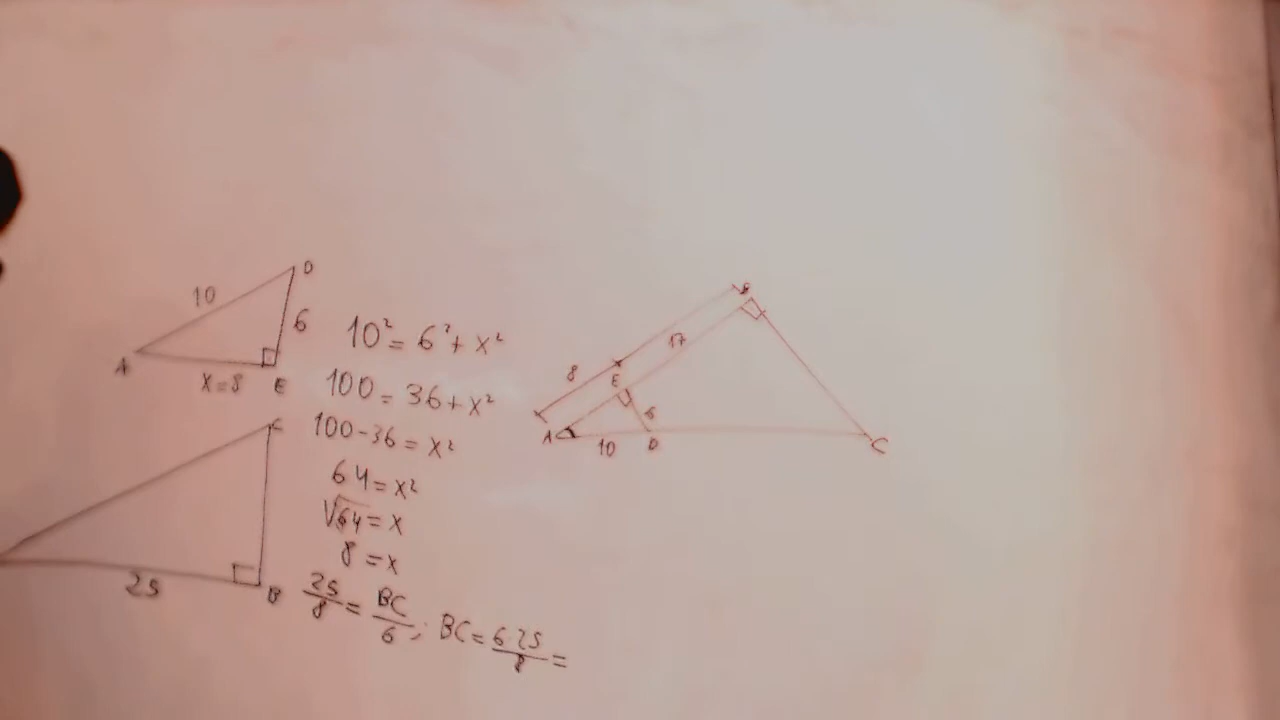 D
10
6
A
x=8 E
10² = 6² + x²
100 = 36 + x²
100-36 = x²
64 = x²
√64 = x
8 = x
C
25
B
25/8 = BC/6 ; BC = 6·25/8 =
B
17
8
E
6
A
10 D
C